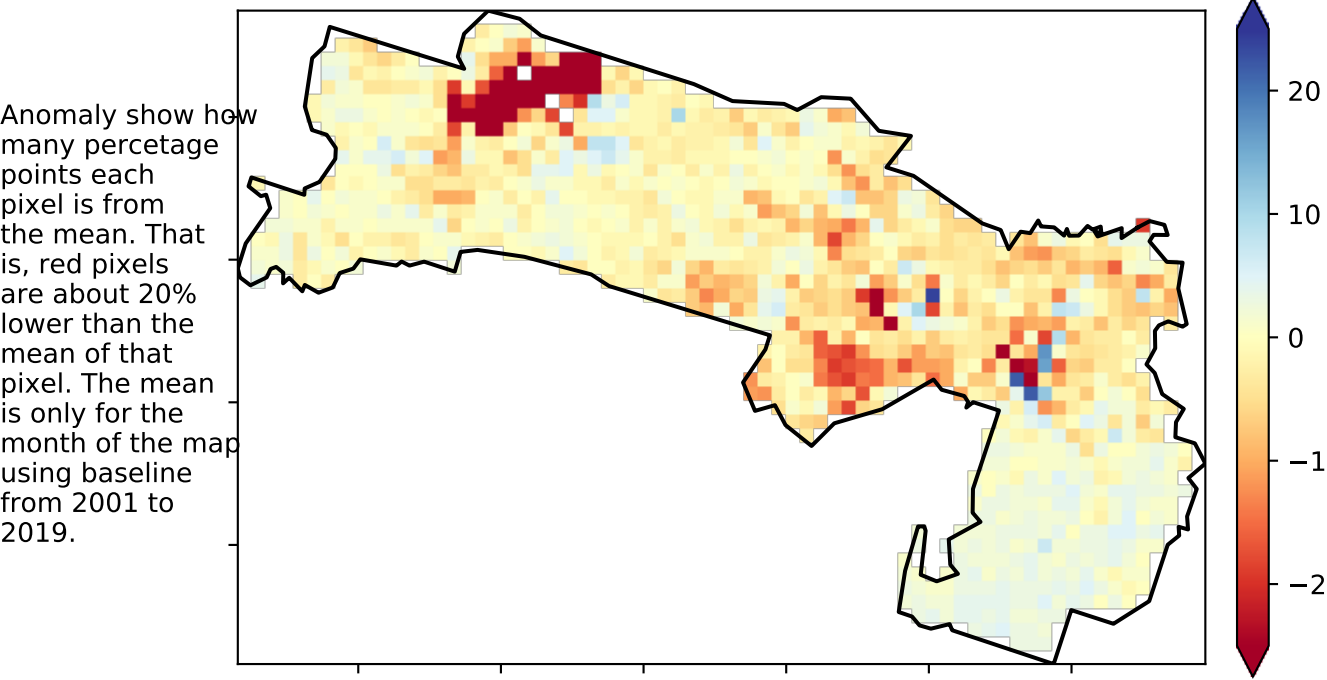 Anomaly show how
many percetage
points each
pixel is from
the mean. That
is, red pixels
are about 20%
lower than the
mean of that
pixel. The mean
is only for the
month of the map
using baseline
from 2001 to
2019.
20
10
0
−1
−2